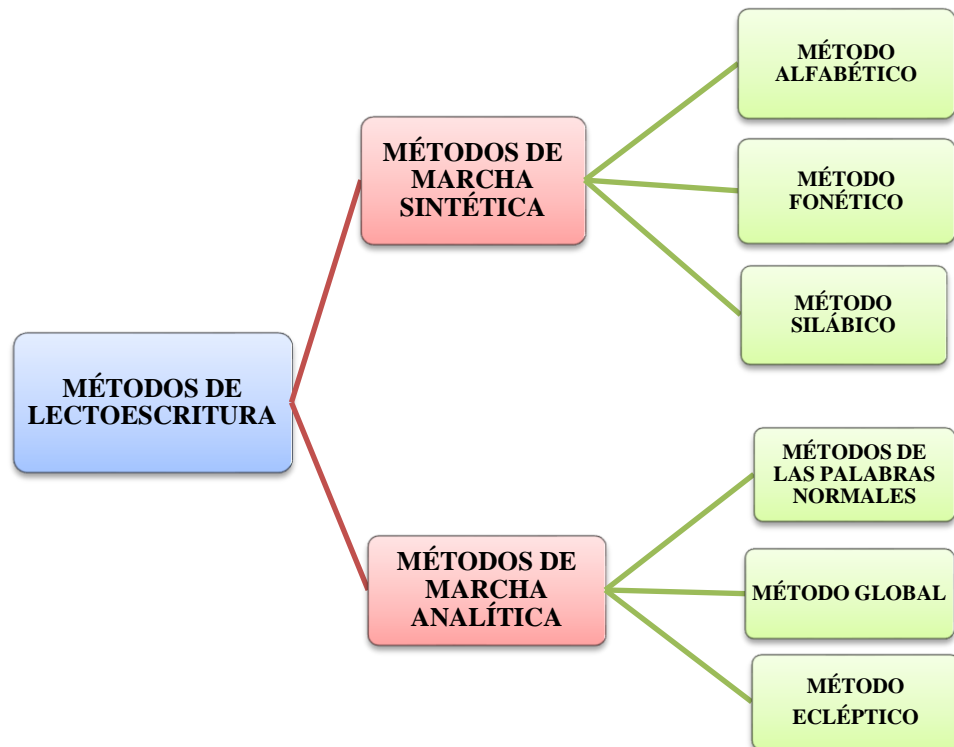 MÉTODOS DE
LECTOESCRITURA
MÉTODOS DE
MARCHA
SINTÉTICA
MÉTODO
ALFABÉTICO
MÉTODO
FONÉTICO
MÉTODO
SILÁBICO
MÉTODOS DE
MARCHA
ANALÍTICA
MÉTODOS DE
LAS PALABRAS
NORMALES
MÉTODO GLOBAL
MÉTODO
ECLÉPTICO